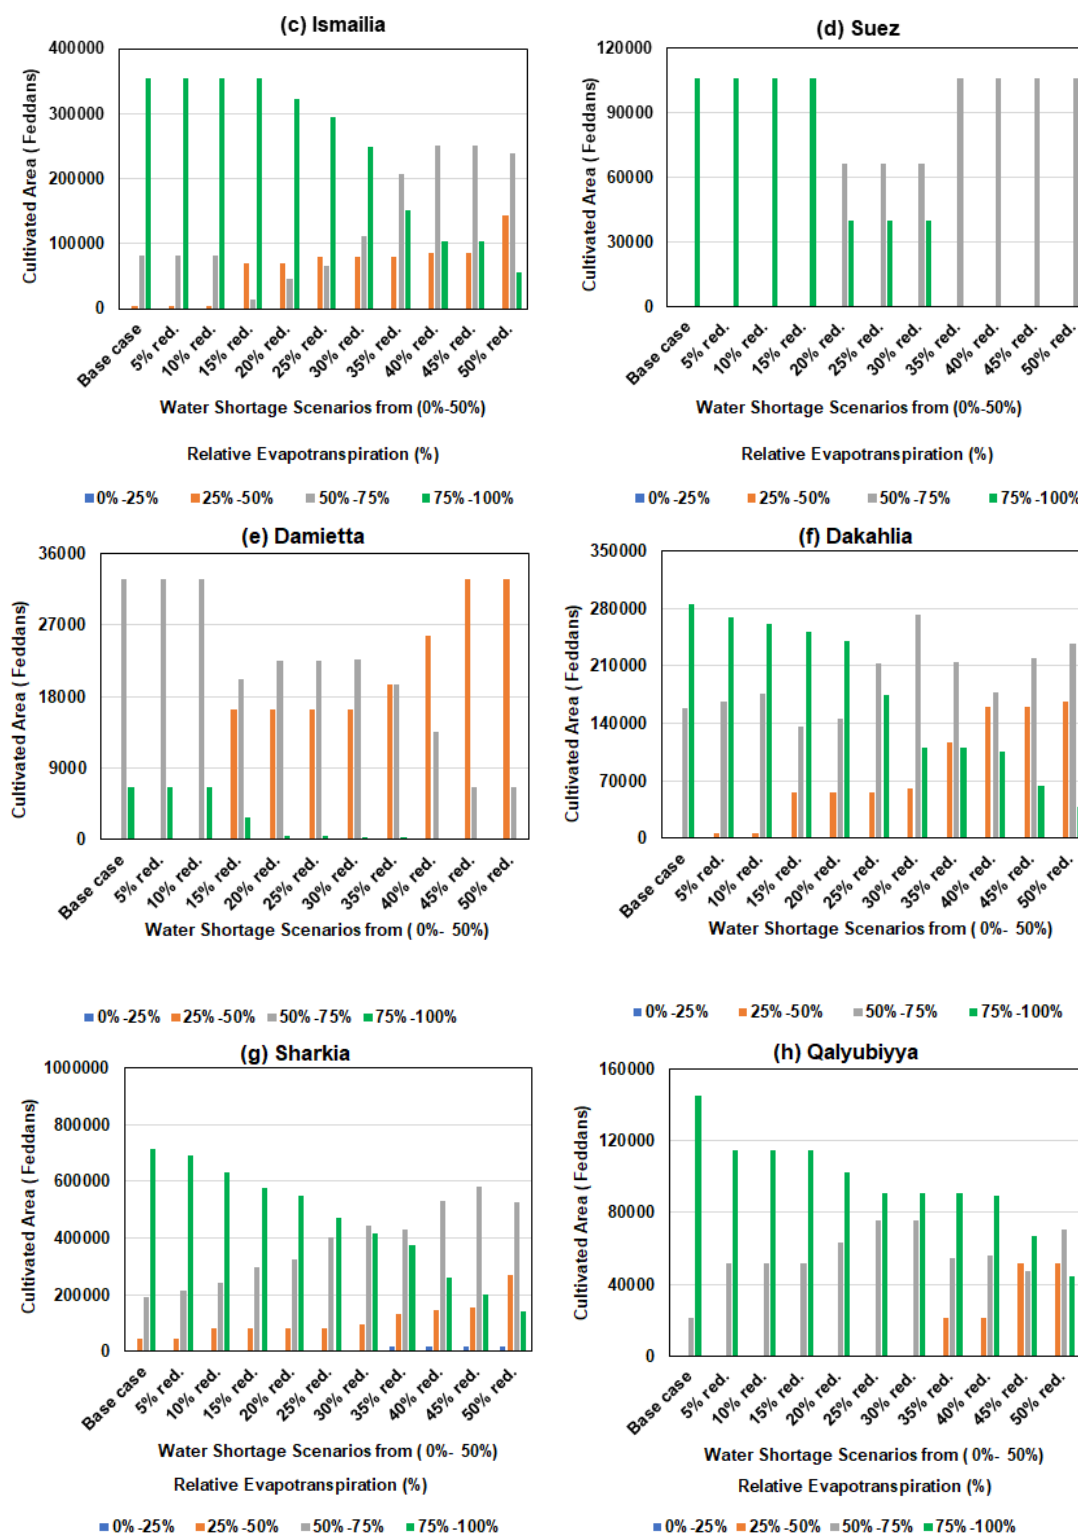 (c) Ismailia
Cultivated Area ( Feddans)
400000
300000
200000
100000
0
Base case
5% red.
10% red.
15% red.
20% red.
25% red.
30% red.
35% red.
40% red.
45% red.
50% red.
Water Shortage Scenarios from (0%-50%)
Relative Evapotranspiration (%)
0% -25% 25%-50% 50% -75% 75% -100%
(d) Suez
Cultivated Area ( Feddans)
120000
90000
60000
30000
0
Base case
5% red.
10% red.
15% red.
20% red.
25% red.
30% red.
35% red.
40% red.
45% red.
50% red.
Water Shortage Scenarios from (0%-50%)
Relative Evapotranspiration (%)
0% -25% 25%-50% 50% -75% 75% -100%
(e) Damietta
Cultivated Area ( Feddans)
36000
27000
18000
9000
0
Base case
5% red.
10% red.
15% red.
20% red.
25% red.
30% red.
35% red.
40% red.
45% red.
50% red.
Water Shortage Scenarios from ( 0%- 50%)
0% -25% 25%-50% 50% -75% 75% -100%
(f) Dakahlia
Cultivated Area ( Feddans)
350000
280000
210000
140000
70000
0
Base case
5% red.
10% red.
15% red.
20% red.
25% red.
30% red.
35% red.
40% red.
45% red.
50% red.
Water Shortage Scenarios from ( 0%- 50%)
0% -25% 25%-50% 50% -75% 75% -100%
(g) Sharkia
Cultivated Area ( Feddans)
1000000
800000
600000
400000
200000
0
Base case
5% red.
10% red.
15% red.
20% red.
25% red.
30% red.
35% red.
40% red.
45% red.
50% red.
Water Shortage Scenarios from ( 0%- 50%)
Relative Evapotranspiration (%)
0% -25% 25%-50% 50% -75% 75% -100%
(h) Qalyubiyya
Cultivated Area ( Feddans)
160000
120000
80000
40000
0
Base case
5% red.
10% red.
15% red.
20% red.
25% red.
30% red.
35% red.
40% red.
45% red.
50% red.
Water Shortage Scenarios from ( 0%- 50%)
Relative Evapotranspiration (%)
0% -25% 25%-50% 50% -75% 75% -100%